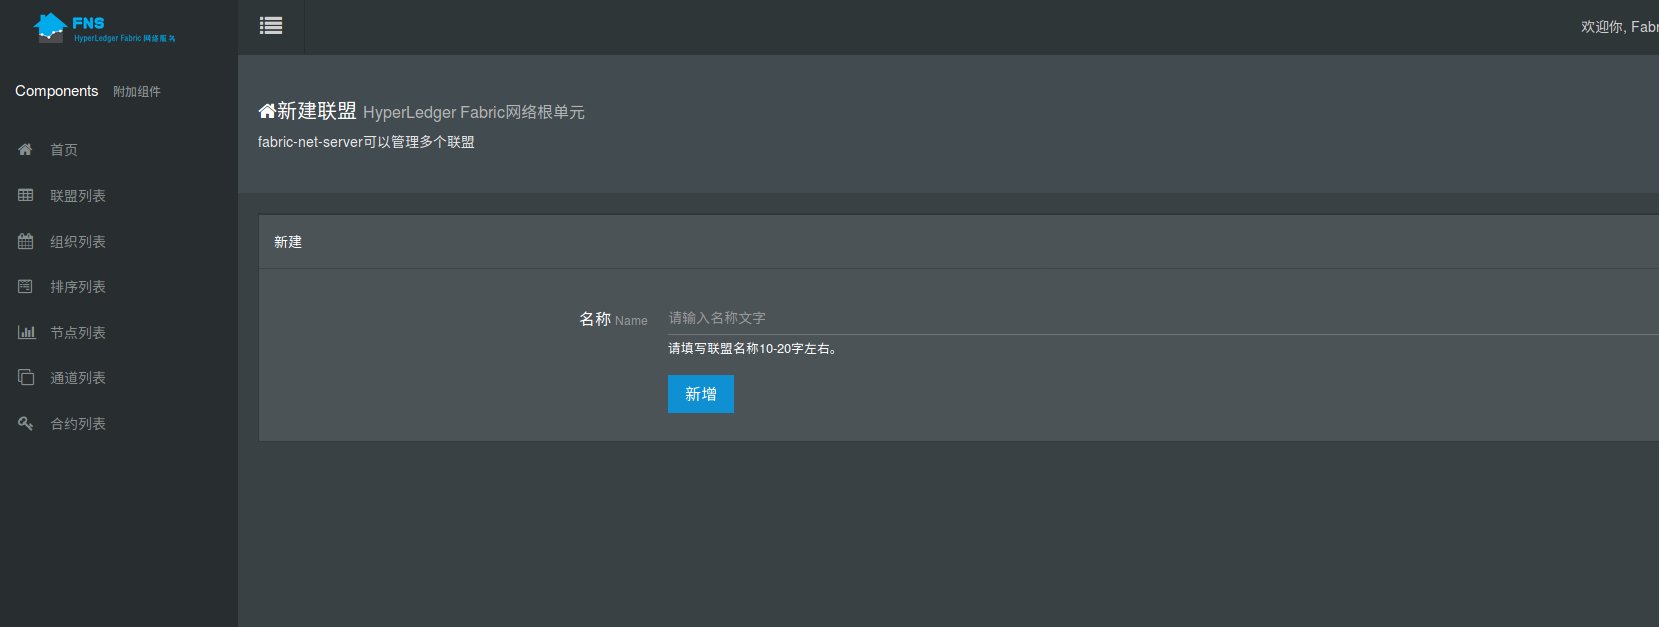 FNS
HyperLedger Fabric 网络服务
欢迎你, Fabr
Components 附加组件
首页
联盟列表
组织列表
排序列表
节点列表
通道列表
合约列表
新建联盟 HyperLedger Fabric网络根单元
fabric-net-server可以管理多个联盟
新建
名称 Name 请输入名称文字
请填写联盟名称10-20字左右。
新增